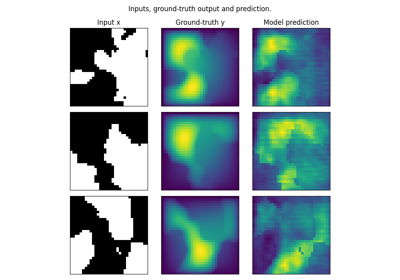 Inputs, ground-truth output and prediction.
Input x
Ground-truth y
Model prediction